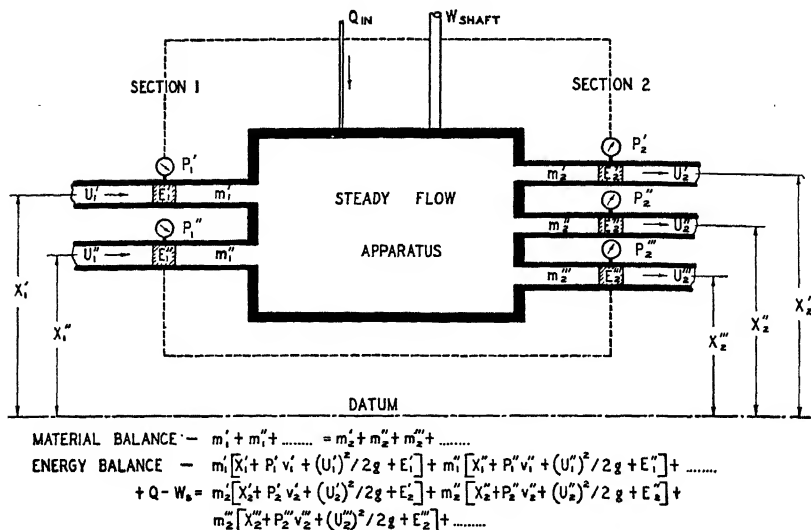 Q IN
W SHAFT
SECTION 1
SECTION 2
P₁'
P₂'
U₁' E₁' m₁'
m₂' E₂' U₂'
P₁''
P₂''
STEADY FLOW
U₁'' E₁'' m₁''
m₂'' E₂'' U₂''
APPARATUS
P₂'''
m₂''' E₂''' U₂'''
X₁'
X₁''
X₂'''
X₂''
X₂'
DATUM
MATERIAL BALANCE - m₁' + m₁'' + ........ = m₂' + m₂'' + m₂''' + ........
ENERGY BALANCE - m₁'[X₁' + P₁' v₁' + (U₁')²/2g + E₁'] + m₁''[X₁'' + P₁'' v₁'' + (U₁'')²/2g + E₁''] + ........
+ Q - Wₛ = m₂'[X₂' + P₂' v₂' + (U₂')²/2g + E₂'] + m₂''[X₂'' + P₂'' v₂'' + (U₂'')²/2g + E₂''] +
m₂'''[X₂''' + P₂''' v₂''' + (U₂''')²/2g + E₂'''] + ........